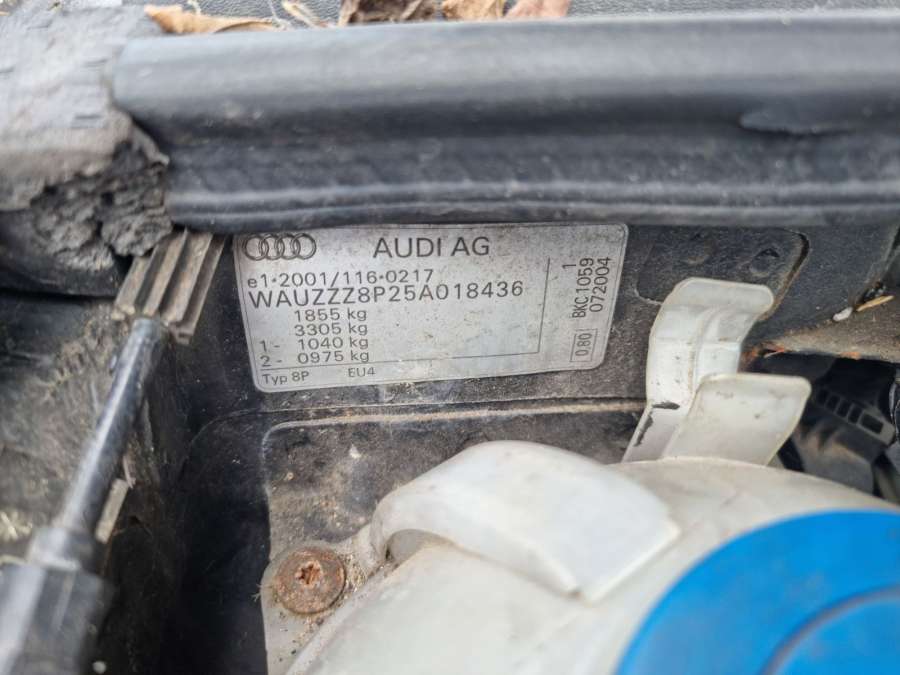 AUDI AG
e1*2001/116*0217
WAUZZZ8P25A018436
1855 kg
3305 kg
1- 1040 kg
2- 0975 kg
Typ 8P EU4
0.80 BKC1059 1
072004